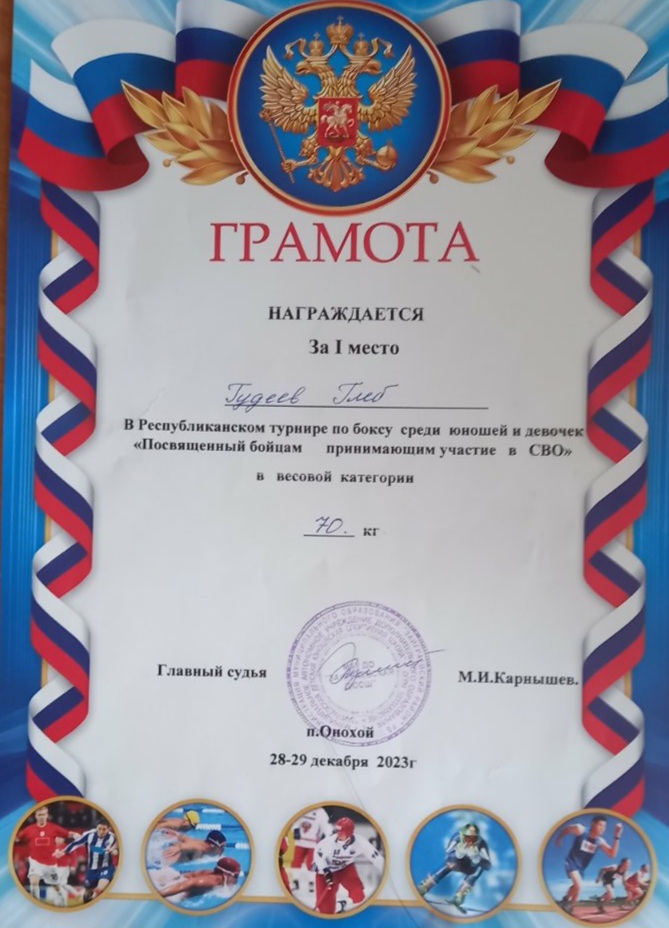 ГРАМОТА
НАГРАЖДАЕТСЯ
За I место
Гудеев Глеб
В Республиканском турнире по боксу среди юношей и девочек
«Посвященный бойцам принимающим участие в СВО»
в весовой категории
70. кг
Главный судья М.И.Карнышев.
п.Онохой
28-29 декабря 2023г